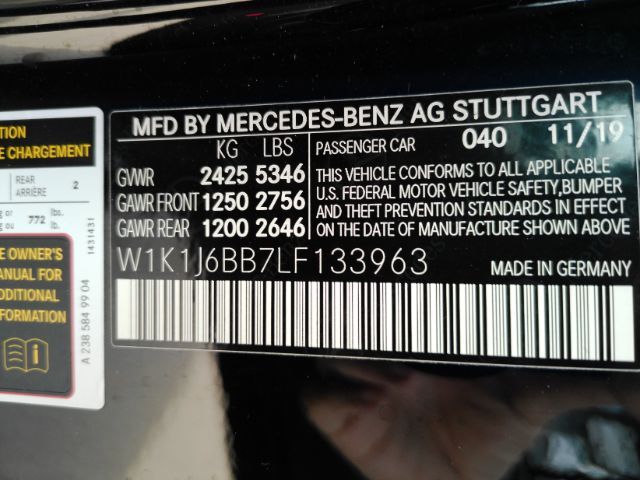 TION
E CHARGEMENT
REAR
ARRIÈRE 2
or 772 lbs.
lb.
1431431
E OWNER'S
ANUAL FOR
DDITIONAL
FORMATION
A 238 584 99 04
MFD BY MERCEDES-BENZ AG STUTTGART
KG LBS
GVWR 2425 5346
GAWR FRONT 1250 2756
GAWR REAR 1200 2646
PASSENGER CAR 040 11/19
THIS VEHICLE CONFORMS TO ALL APPLICABLE
U.S. FEDERAL MOTOR VEHICLE SAFETY,BUMPER
AND THEFT PREVENTION STANDARDS IN EFFECT
ON THE DATE OF MANUFACTURE SHOWN ABOVE
W1K1J6BB7LF133963 MADE IN GERMANY